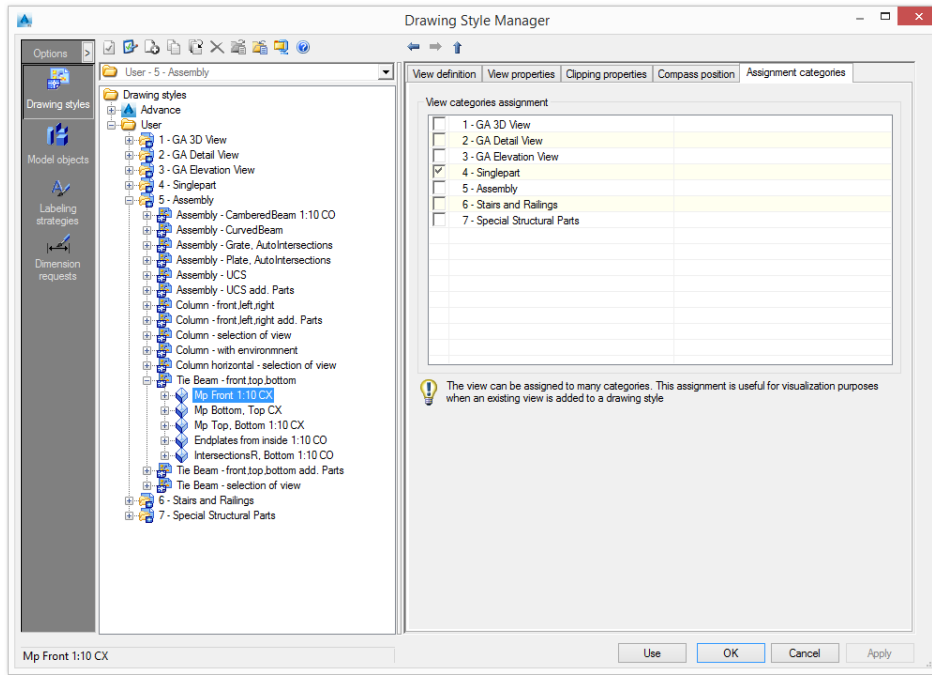 Drawing Style Manager
Options
>
Drawing styles
Model objects
Labeling
strategies
Dimension
requests
User - 5 - Assembly
Drawing styles
Advance
User
1 - GA 3D View
2 - GA Detail View
3 - GA Elevation View
4 - Singlepart
5 - Assembly
Assembly - CamberedBeam 1:10 CO
Assembly - CurvedBeam
Assembly - Grate, AutoIntersections
Assembly - Plate, AutoIntersections
Assembly - UCS
Assembly - UCS add. Parts
Column - front,left,right
Column - front,left,right add. Parts
Column - selection of view
Column - with environmnent
Column horizontal - selection of view
Tie Beam - front,top,bottom
Mp Front 1:10 CX
Mp Bottom, Top CX
Mp Top, Bottom 1:10 CX
Endplates from inside 1:10 CO
IntersectionsR, Bottom 1:10 CO
Tie Beam - front,top,bottom add. Parts
Tie Beam - selection of view
6 - Stairs and Railings
7 - Special Structural Parts
View definition View properties Clipping properties Compass position Assignment categories
View categories assignment
1 - GA 3D View
2 - GA Detail View
3 - GA Elevation View
4 - Singlepart
5 - Assembly
6 - Stairs and Railings
7 - Special Structural Parts
The view can be assigned to many categories. This assignment is useful for visualization purposes
when an existing view is added to a drawing style
Mp Front 1:10 CX
Use OK Cancel Apply